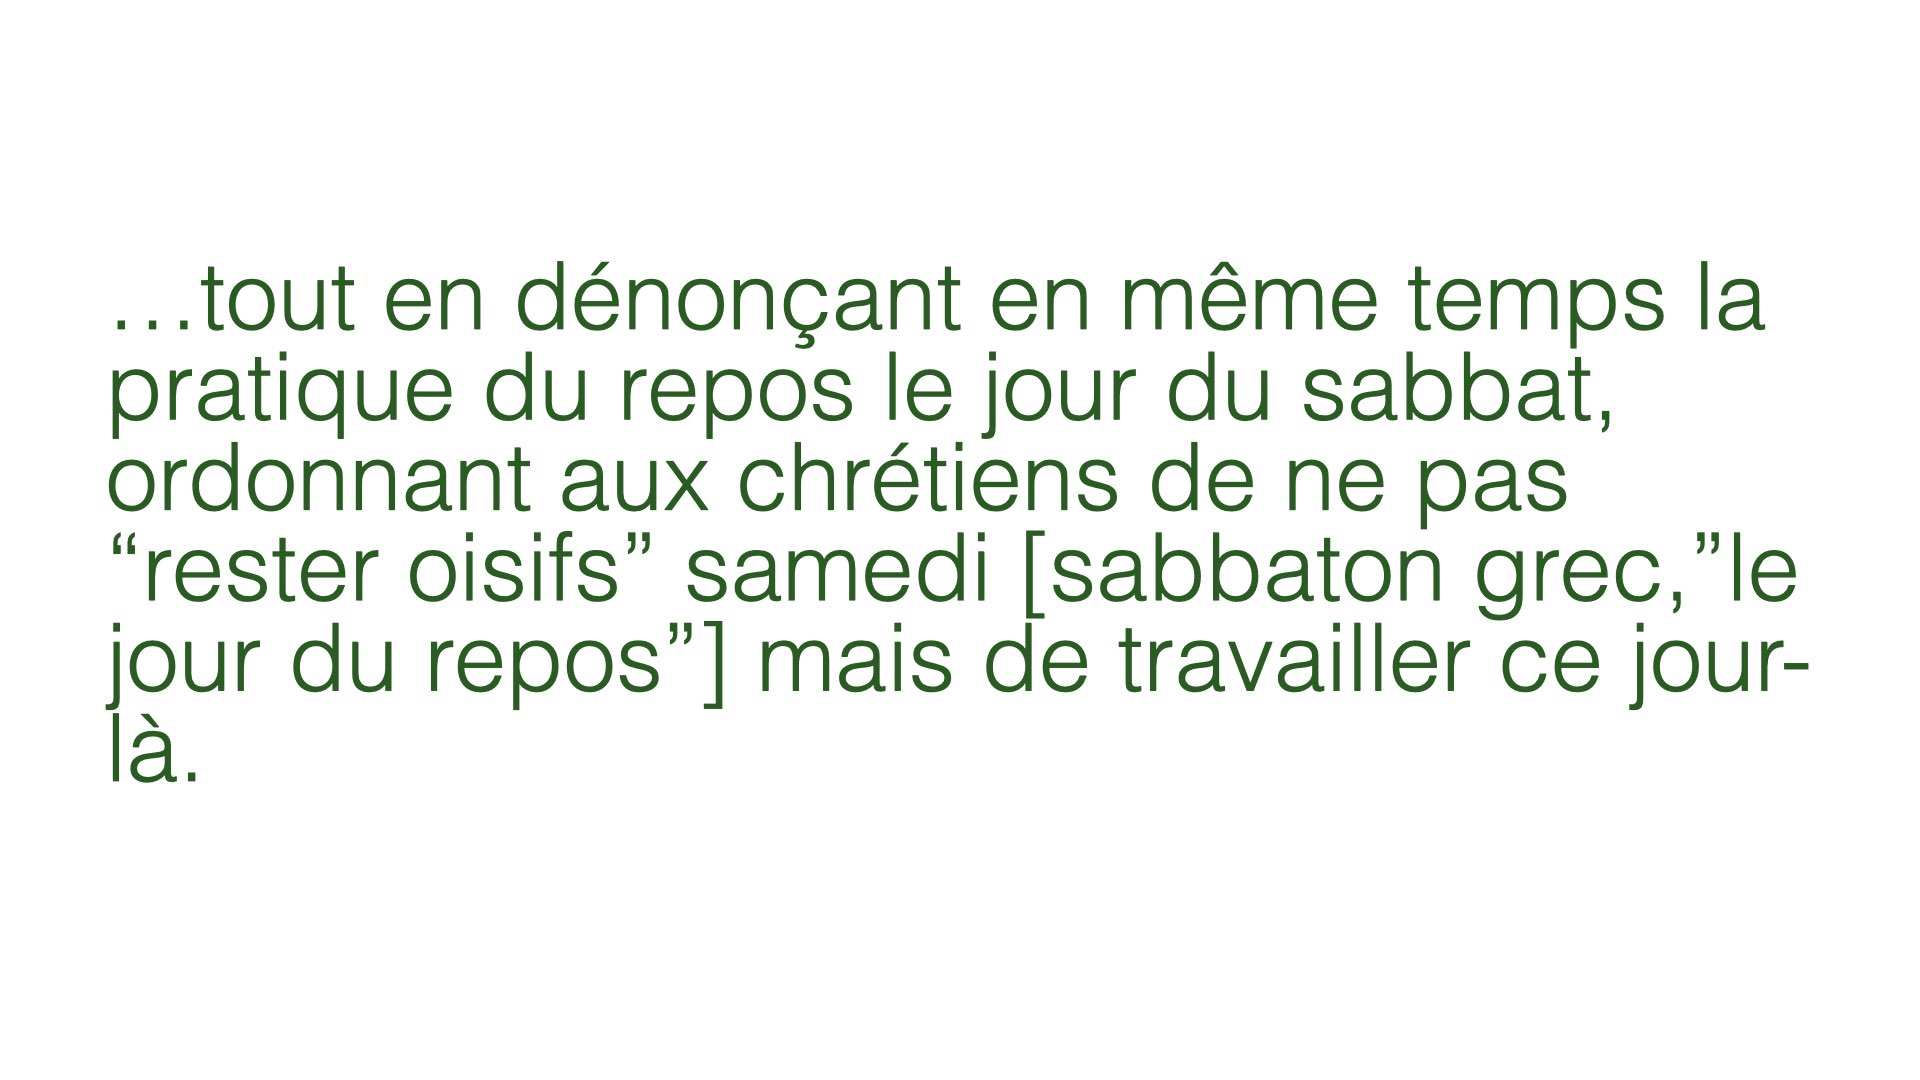 …tout en dénonçant en même temps la
pratique du repos le jour du sabbat,
ordonnant aux chrétiens de ne pas
“rester oisifs” samedi [sabbaton grec,”le
jour du repos”] mais de travailler ce jour-
là.